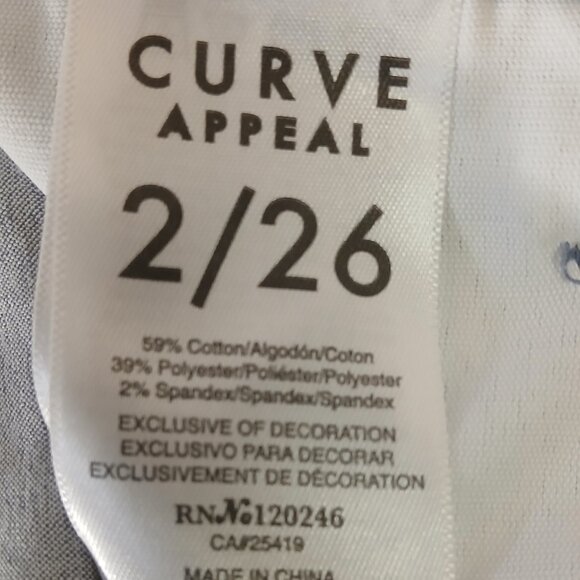 CURVE
APPEAL
2/26
59% Cotton/Algodón/Coton
39% Polyester/Poliéster/Polyester
2% Spandex/Spandex/Spandex
EXCLUSIVE OF DECORATION
EXCLUSIVO PARA DECORAR
EXCLUSIVEMENT DE DÉCORATION
RN№120246
CA#25419
MADE IN CHINA